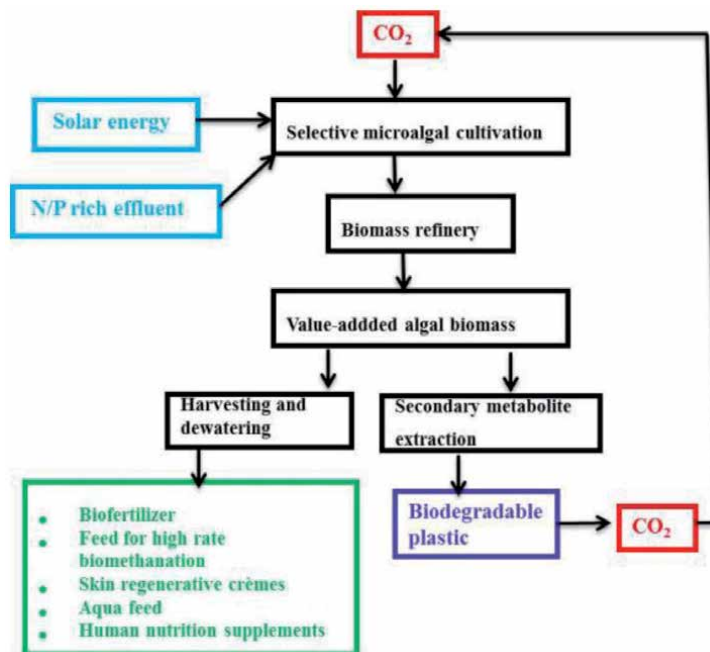 CO₂
Solar energy
Selective microalgal cultivation
N/P rich effluent
Biomass refinery
Value-addded algal biomass
Harvesting and
dewatering
Secondary metabolite
extraction
• Biofertilizer
• Feed for high rate
biomethanation
• Skin regenerative crèmes
• Aqua feed
• Human nutrition supplements
Biodegradable
plastic
CO₂